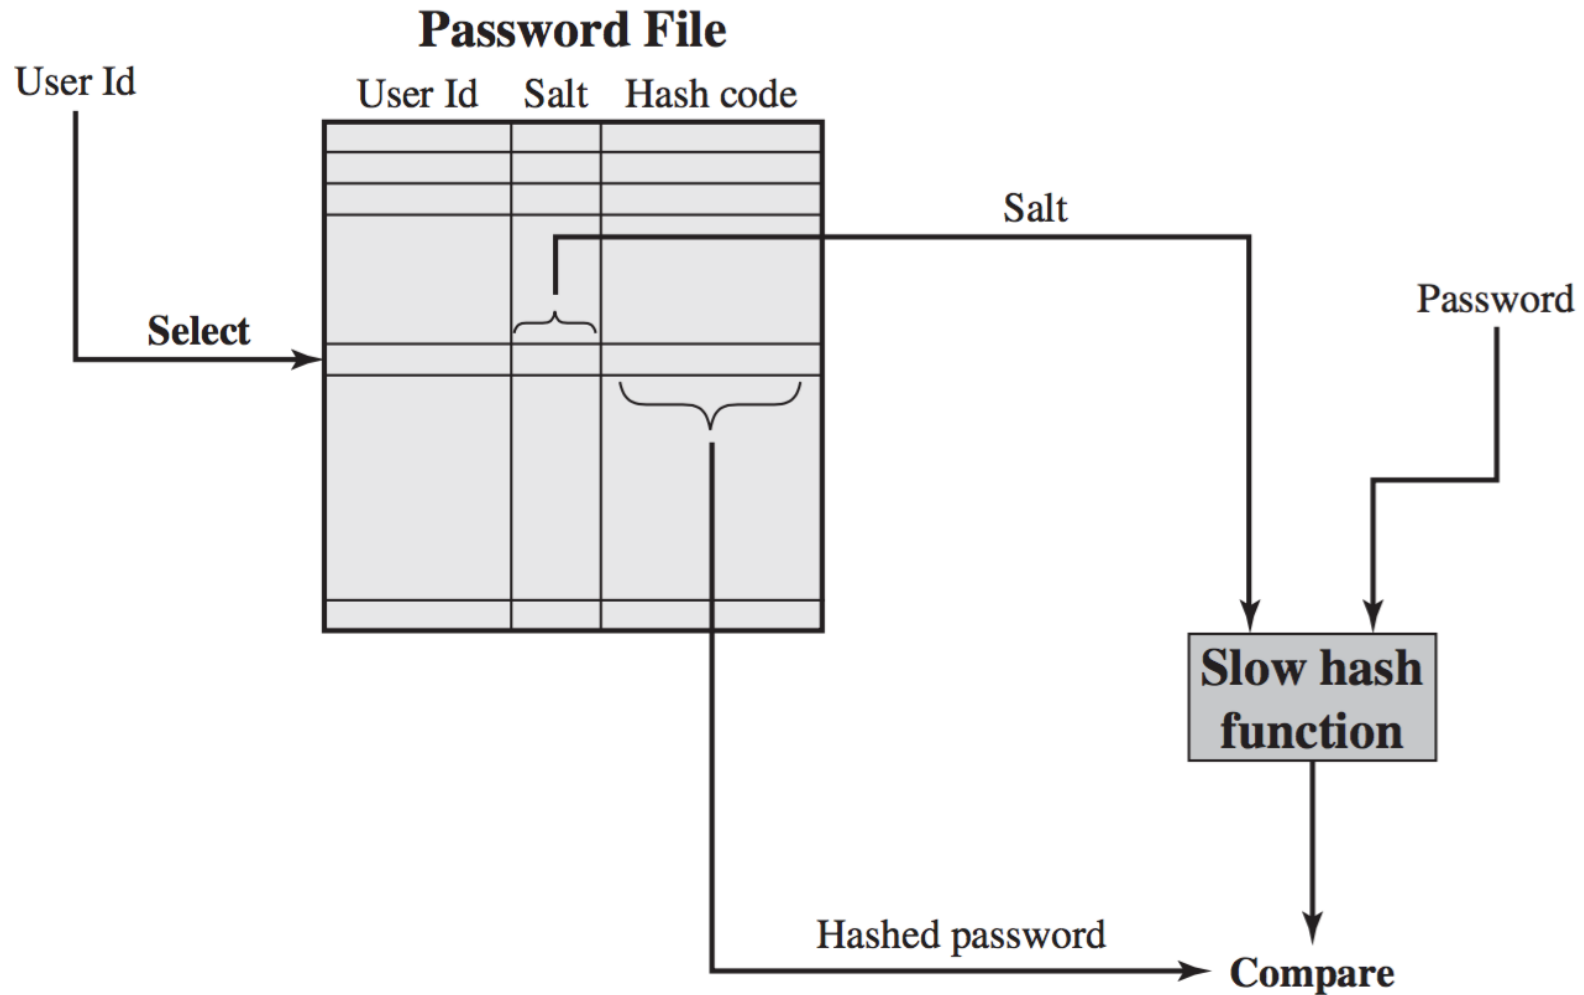 Password File
User Id
User Id Salt Hash code
Salt
Select
Password
Slow hash
function
Hashed password
Compare